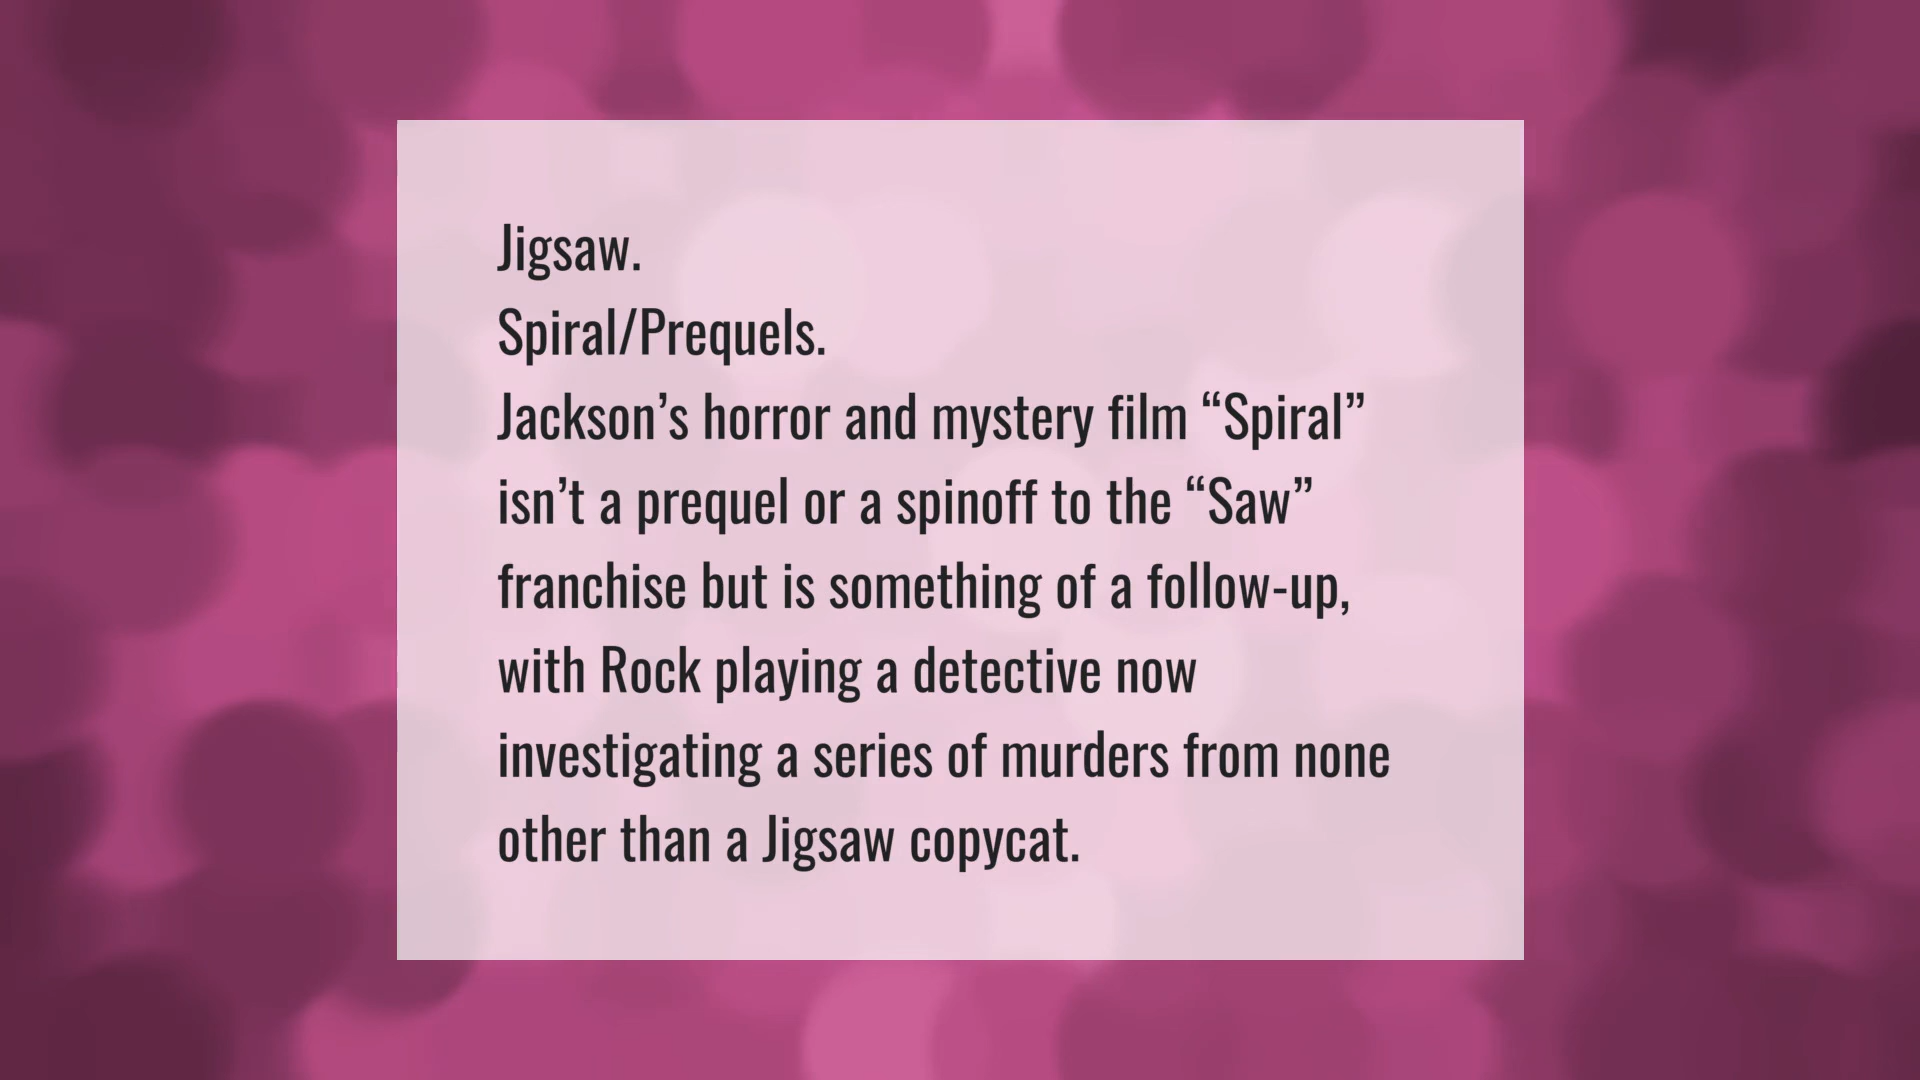 Jigsaw.
Spiral/Prequels.
Jackson’s horror and mystery film “Spiral”
isn’t a prequel or a spinoff to the “Saw”
franchise but is something of a follow-up,
with Rock playing a detective now
investigating a series of murders from none
other than a Jigsaw copycat.